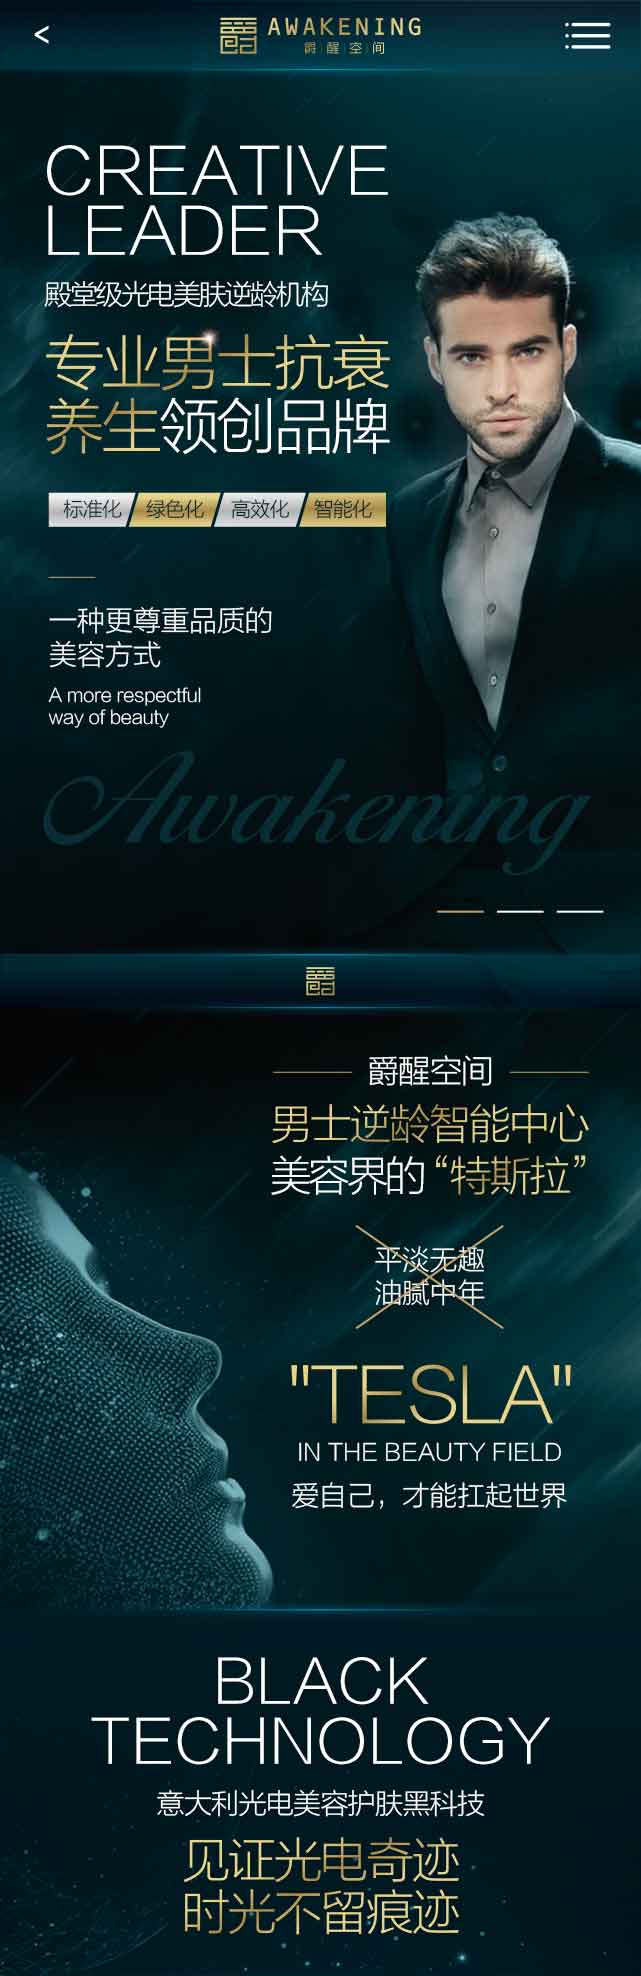 <
AWAKENING
爵醒空间
CREATIVE
LEADER
殿堂级光电美肤逆龄机构
专业男士抗衰
养生领创品牌
标准化 绿色化 高效化 智能化
一种更尊重品质的
美容方式
A more respectful
way of beauty
Awakening
爵
爵醒空间
男士逆龄智能中心
美容界的“特斯拉”
平淡无趣
油腻中年
"TESLA"
IN THE BEAUTY FIELD
爱自己，才能扛起世界
BLACK
TECHNOLOGY
意大利光电美容护肤黑科技
见证光电奇迹
时光不留痕迹